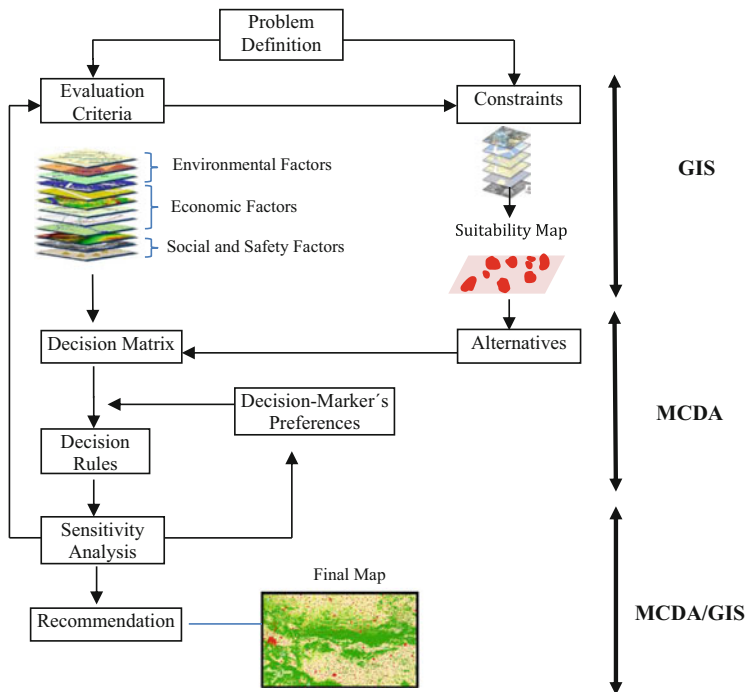 Problem
Definition
Evaluation
Criteria
Constraints
GIS
Environmental Factors
Economic Factors
Social and Safety Factors
Suitability Map
Decision Matrix
Alternatives
MCDA
Decision-Marker´s
Preferences
Decision
Rules
Sensitivity
Analysis
Final Map
Recommendation
MCDA/GIS